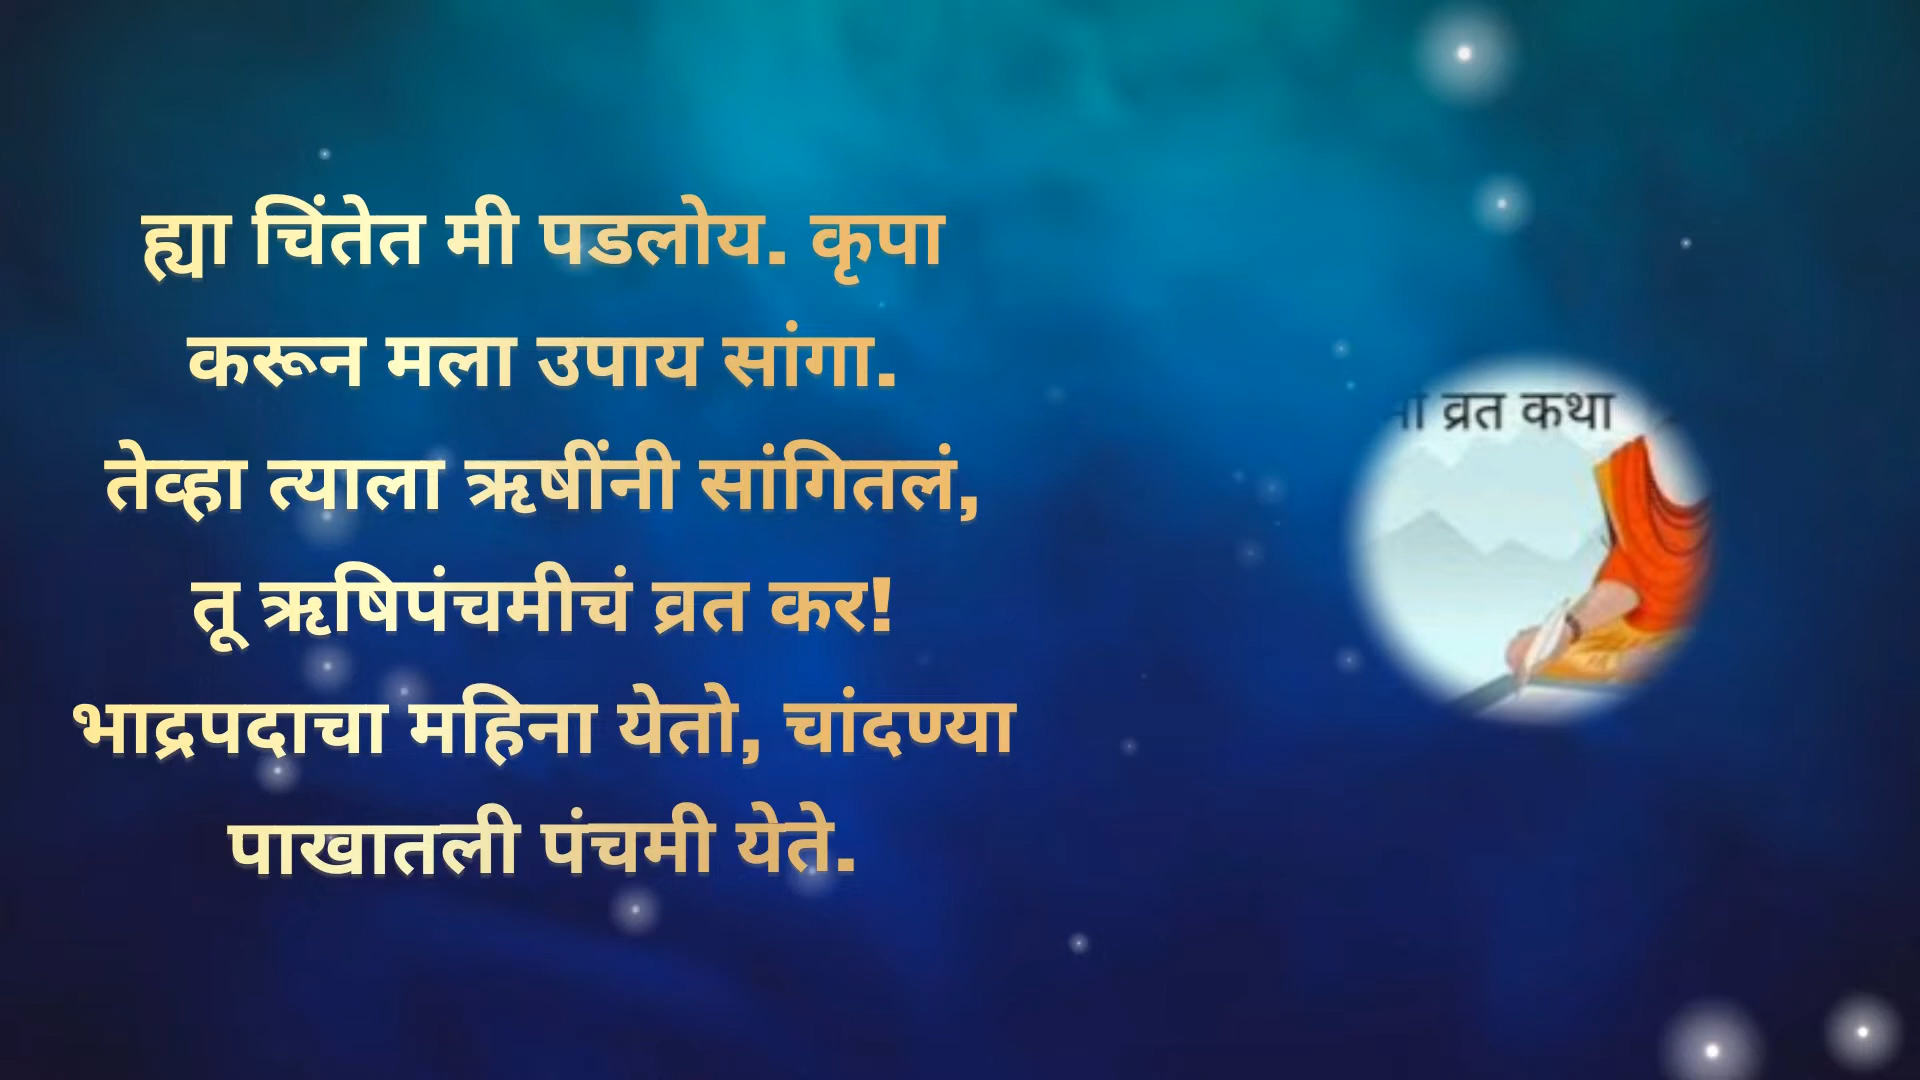 ह्या चिंतेत मी पडलोय. कृपा
करून मला उपाय सांगा.
तेव्हा त्याला ऋषींनी सांगितलं,
तू ऋषिपंचमीचं व्रत कर!
भाद्रपदाचा महिना येतो, चांदण्या
पाखातली पंचमी येते.
व्रत कथा